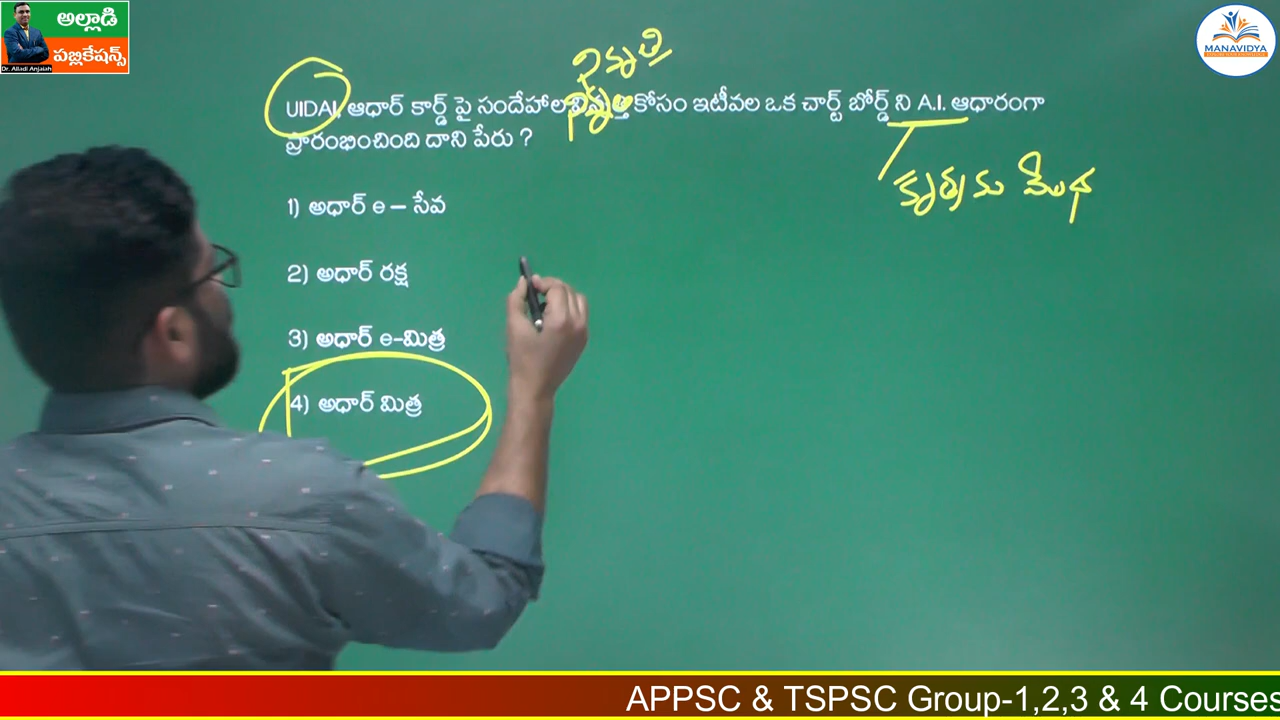 అల్లాడి
పబ్లికేషన్స్
Dr. Alladi Anjaiah
MANAVIDYA
నివృత్తి
UIDAI ఆధార్ కార్డ్ పై సందేహాల కోసం ఇటీవల ఒక చార్ట్ బోర్డ్ ని A.I. ఆధారంగా
ప్రారంభించింది దాని పేరు ?
కృత్రిమ మేధ
1) అధార్ e – సేవ
2) అధార్ రక్ష
3) అధార్ e-మిత్ర
4) అధార్ మిత్ర
APPSC & TSPSC Group-1,2,3 & 4 Courses